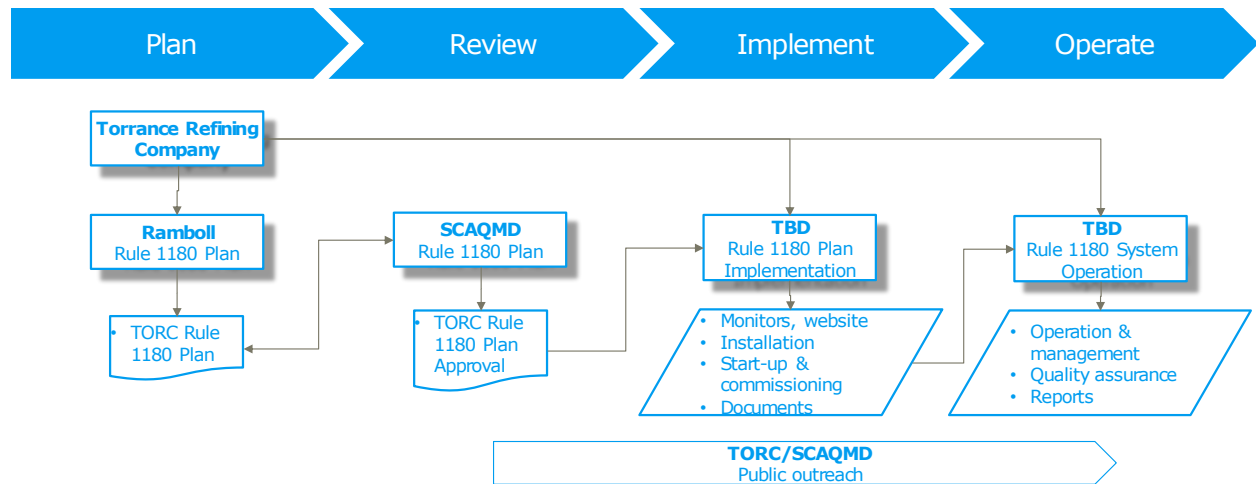 Plan
Review
Implement
Operate
Torrance Refining
Company
Ramboll
Rule 1180 Plan
SCAQMD
Rule 1180 Plan
TBD
Rule 1180 Plan
Implementation
TBD
Rule 1180 System
Operation
• TORC Rule
1180 Plan
• TORC Rule
1180 Plan
Approval
• Monitors, website
• Installation
• Start-up &
commissioning
• Documents
• Operation &
management
• Quality assurance
• Reports
TORC/SCAQMD
Public outreach